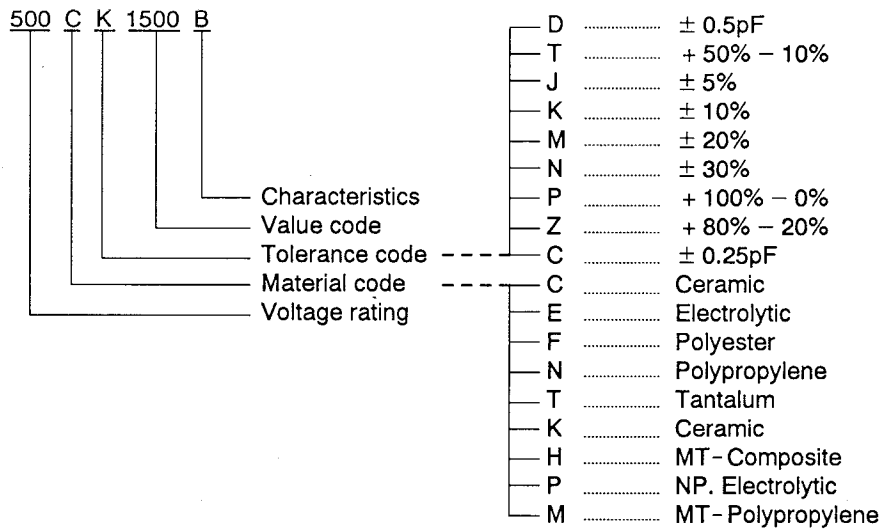 500 C K 1500 B
Characteristics
Value code
Tolerance code
Material code
Voltage rating
D ............ ± 0.5pF
T ............ + 50% − 10%
J ............ ± 5%
K ............ ± 10%
M ............ ± 20%
N ............ ± 30%
P ............ + 100% − 0%
Z ............ + 80% − 20%
C ............ ± 0.25pF
C ............ Ceramic
E ............ Electrolytic
F ............ Polyester
N ............ Polypropylene
T ............ Tantalum
K ............ Ceramic
H ............ MT-Composite
P ............ NP. Electrolytic
M ............ MT-Polypropylene